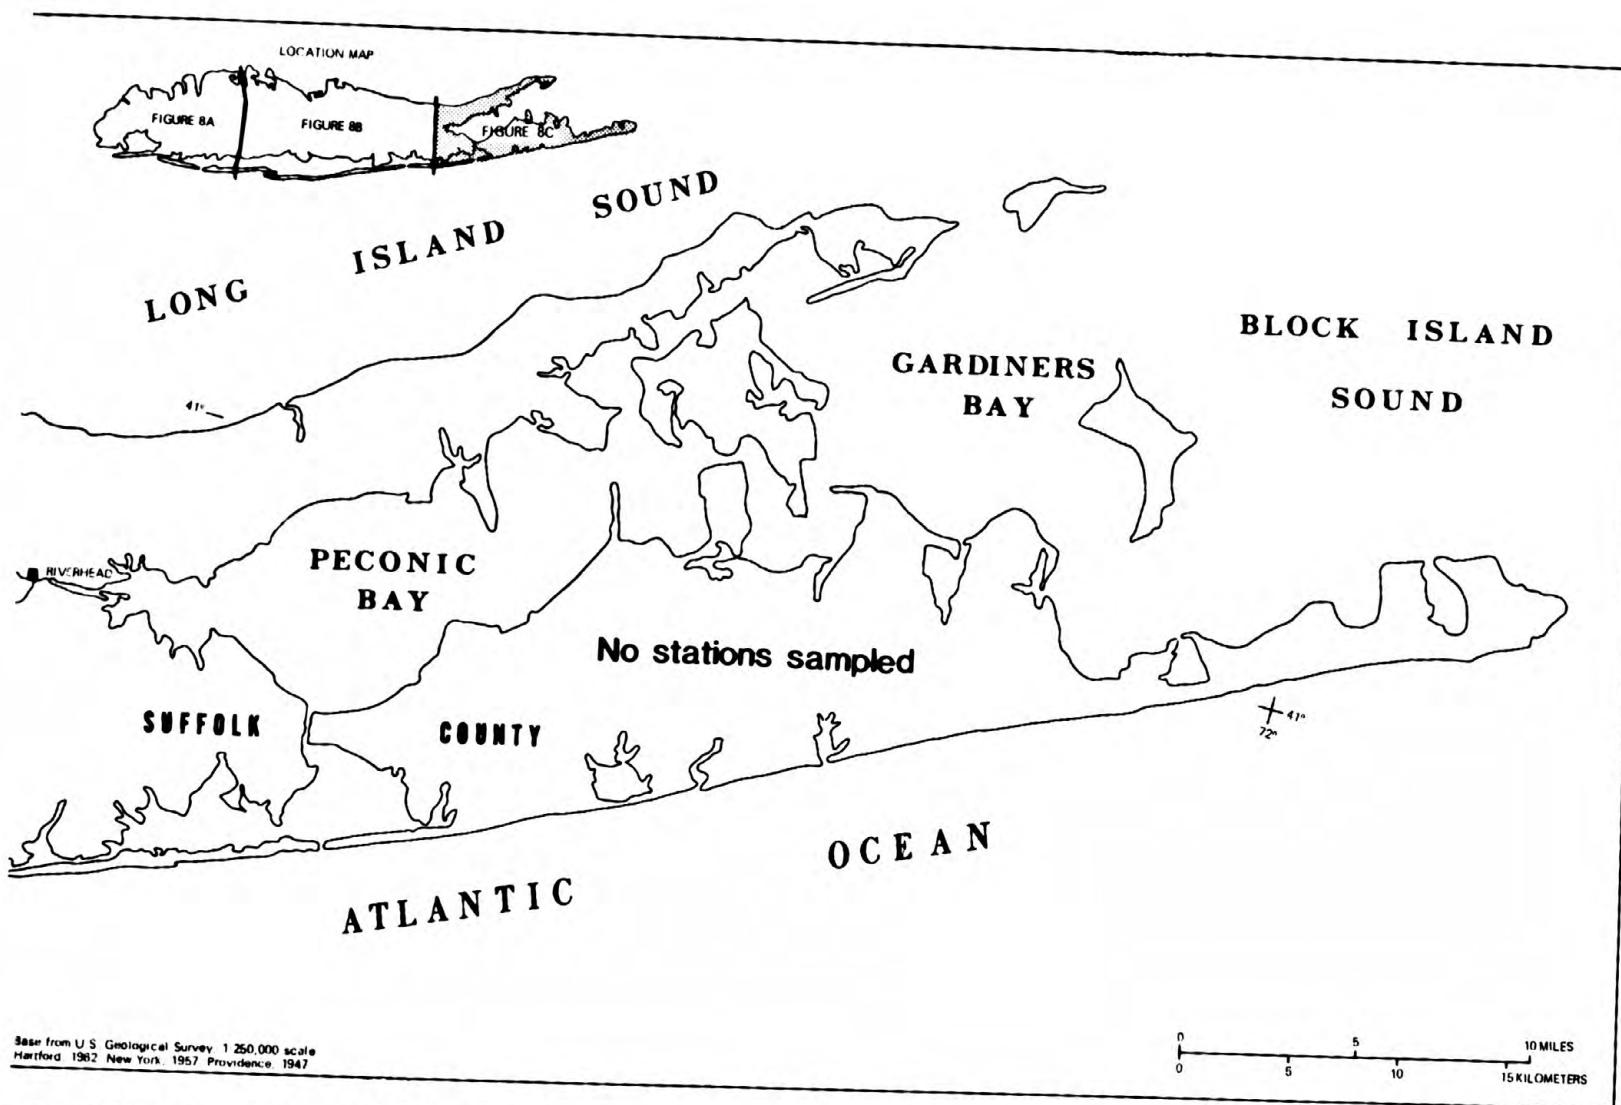 LOCATION MAP
FIGURE 8A
FIGURE 8B
FIGURE 8C
LONG ISLAND SOUND
BLOCK ISLAND
SOUND
GARDINERS
BAY
41°
PECONIC
BAY
RIVERHEAD
No stations sampled
SUFFOLK COUNTY
41°
72°
ATLANTIC OCEAN
Base from U S Geological Survey 1 250,000 scale
Hartford 1962 New York, 1957 Providence, 1947
0 5 10 MILES
0 5 10 15 KILOMETERS